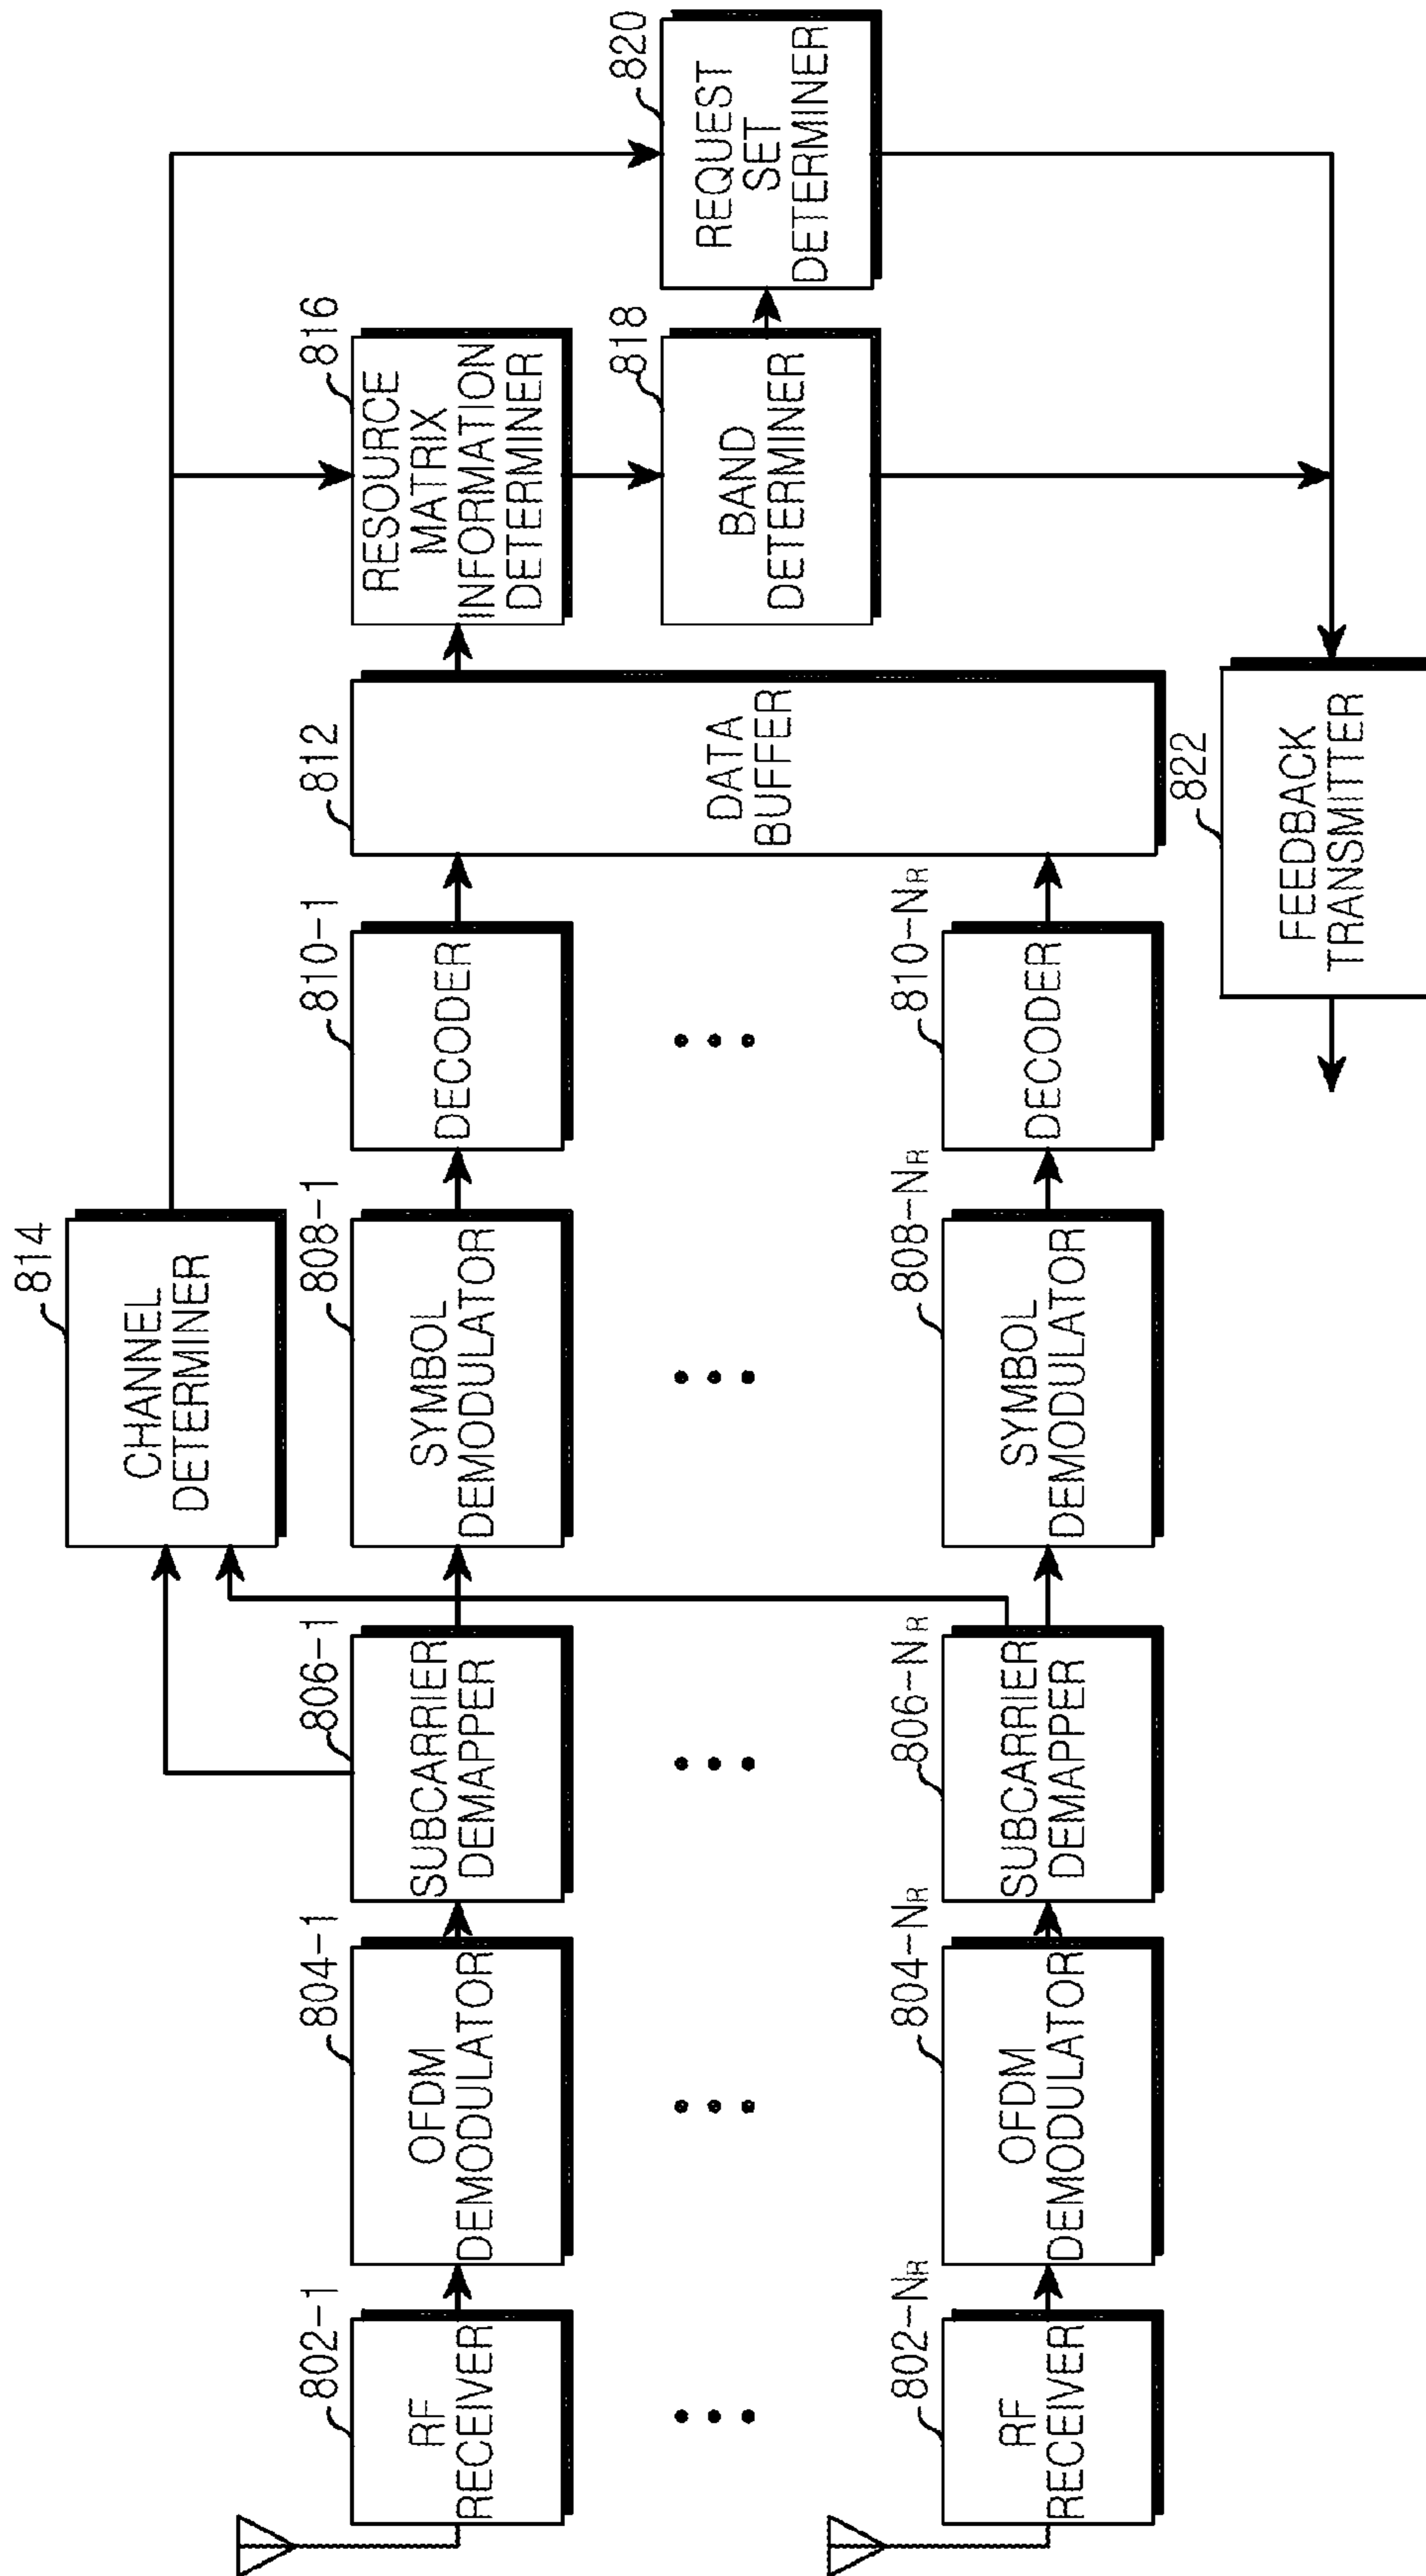 814
CHANNEL
DETERMINER
802-1
RF
RECEIVER
804-1
OFDM
DEMODULATOR
806-1
SUBCARRIER
DEMAPPER
808-1
SYMBOL
DEMODULATOR
810-1
DECODER
812
DATA
BUFFER
816
RESOURCE
MATRIX
INFORMATION
DETERMINER
818
BAND
DETERMINER
820
REQUEST
SET
DETERMINER
802-NR
RF
RECEIVER
804-NR
OFDM
DEMODULATOR
806-NR
SUBCARRIER
DEMAPPER
808-NR
SYMBOL
DEMODULATOR
810-NR
DECODER
822
FEEDBACK
TRANSMITTER